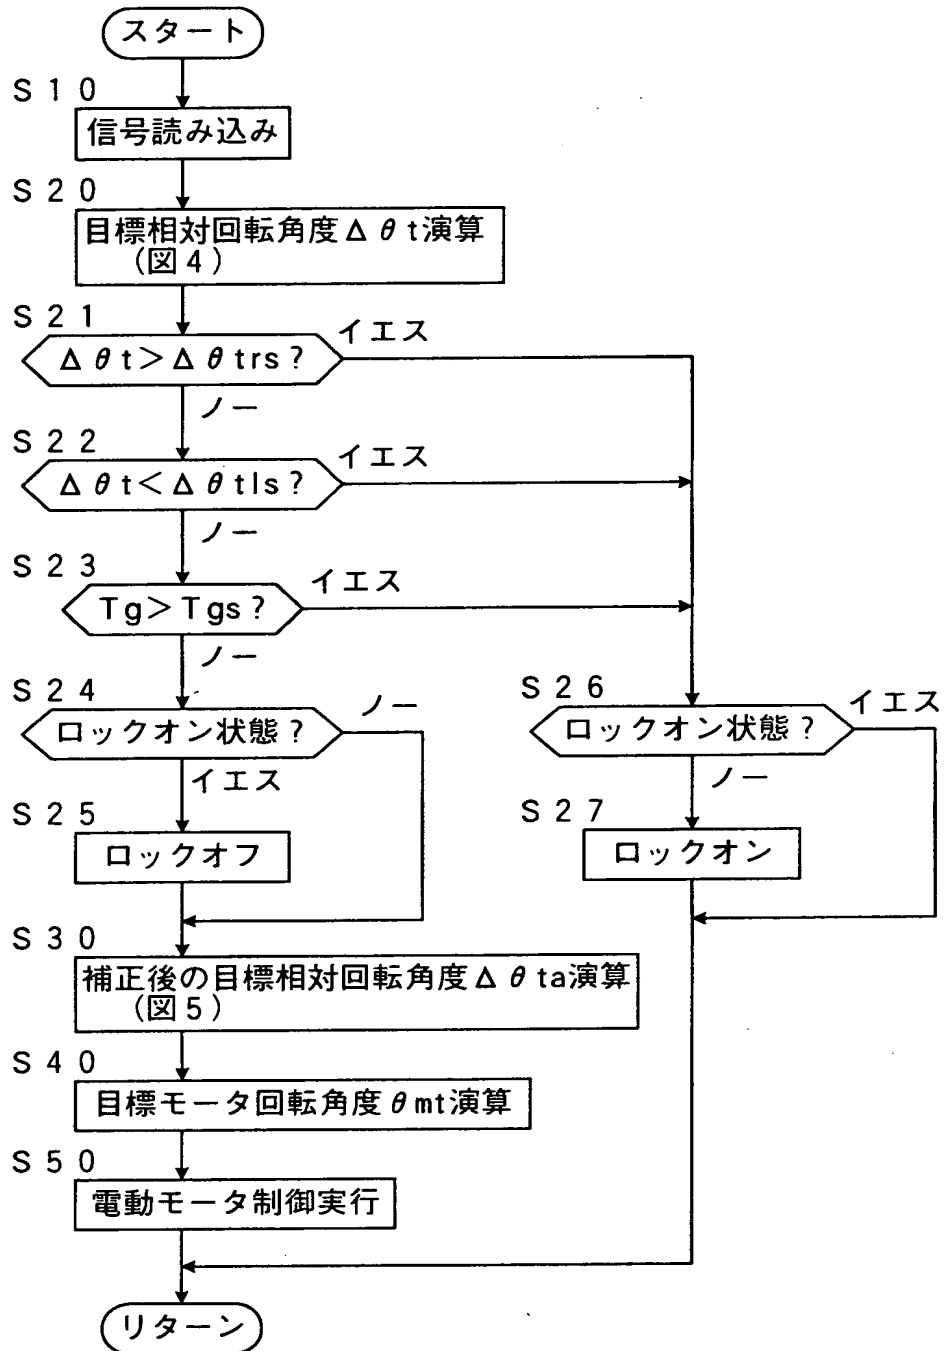 スタート
S10
信号読み込み
S20
目標相対回転角度Δθt演算
(図4)
S21
Δθt>Δθtrs?
イエス
ノー
S22
Δθt<Δθtls?
イエス
ノー
S23
Tg>Tgs?
イエス
ノー
S24
ロックオン状態?
ノー
イエス
S26
ロックオン状態?
イエス
ノー
S25
ロックオフ
S27
ロックオン
S30
補正後の目標相対回転角度Δθta演算
(図5)
S40
目標モータ回転角度θmt演算
S50
電動モータ制御実行
リターン